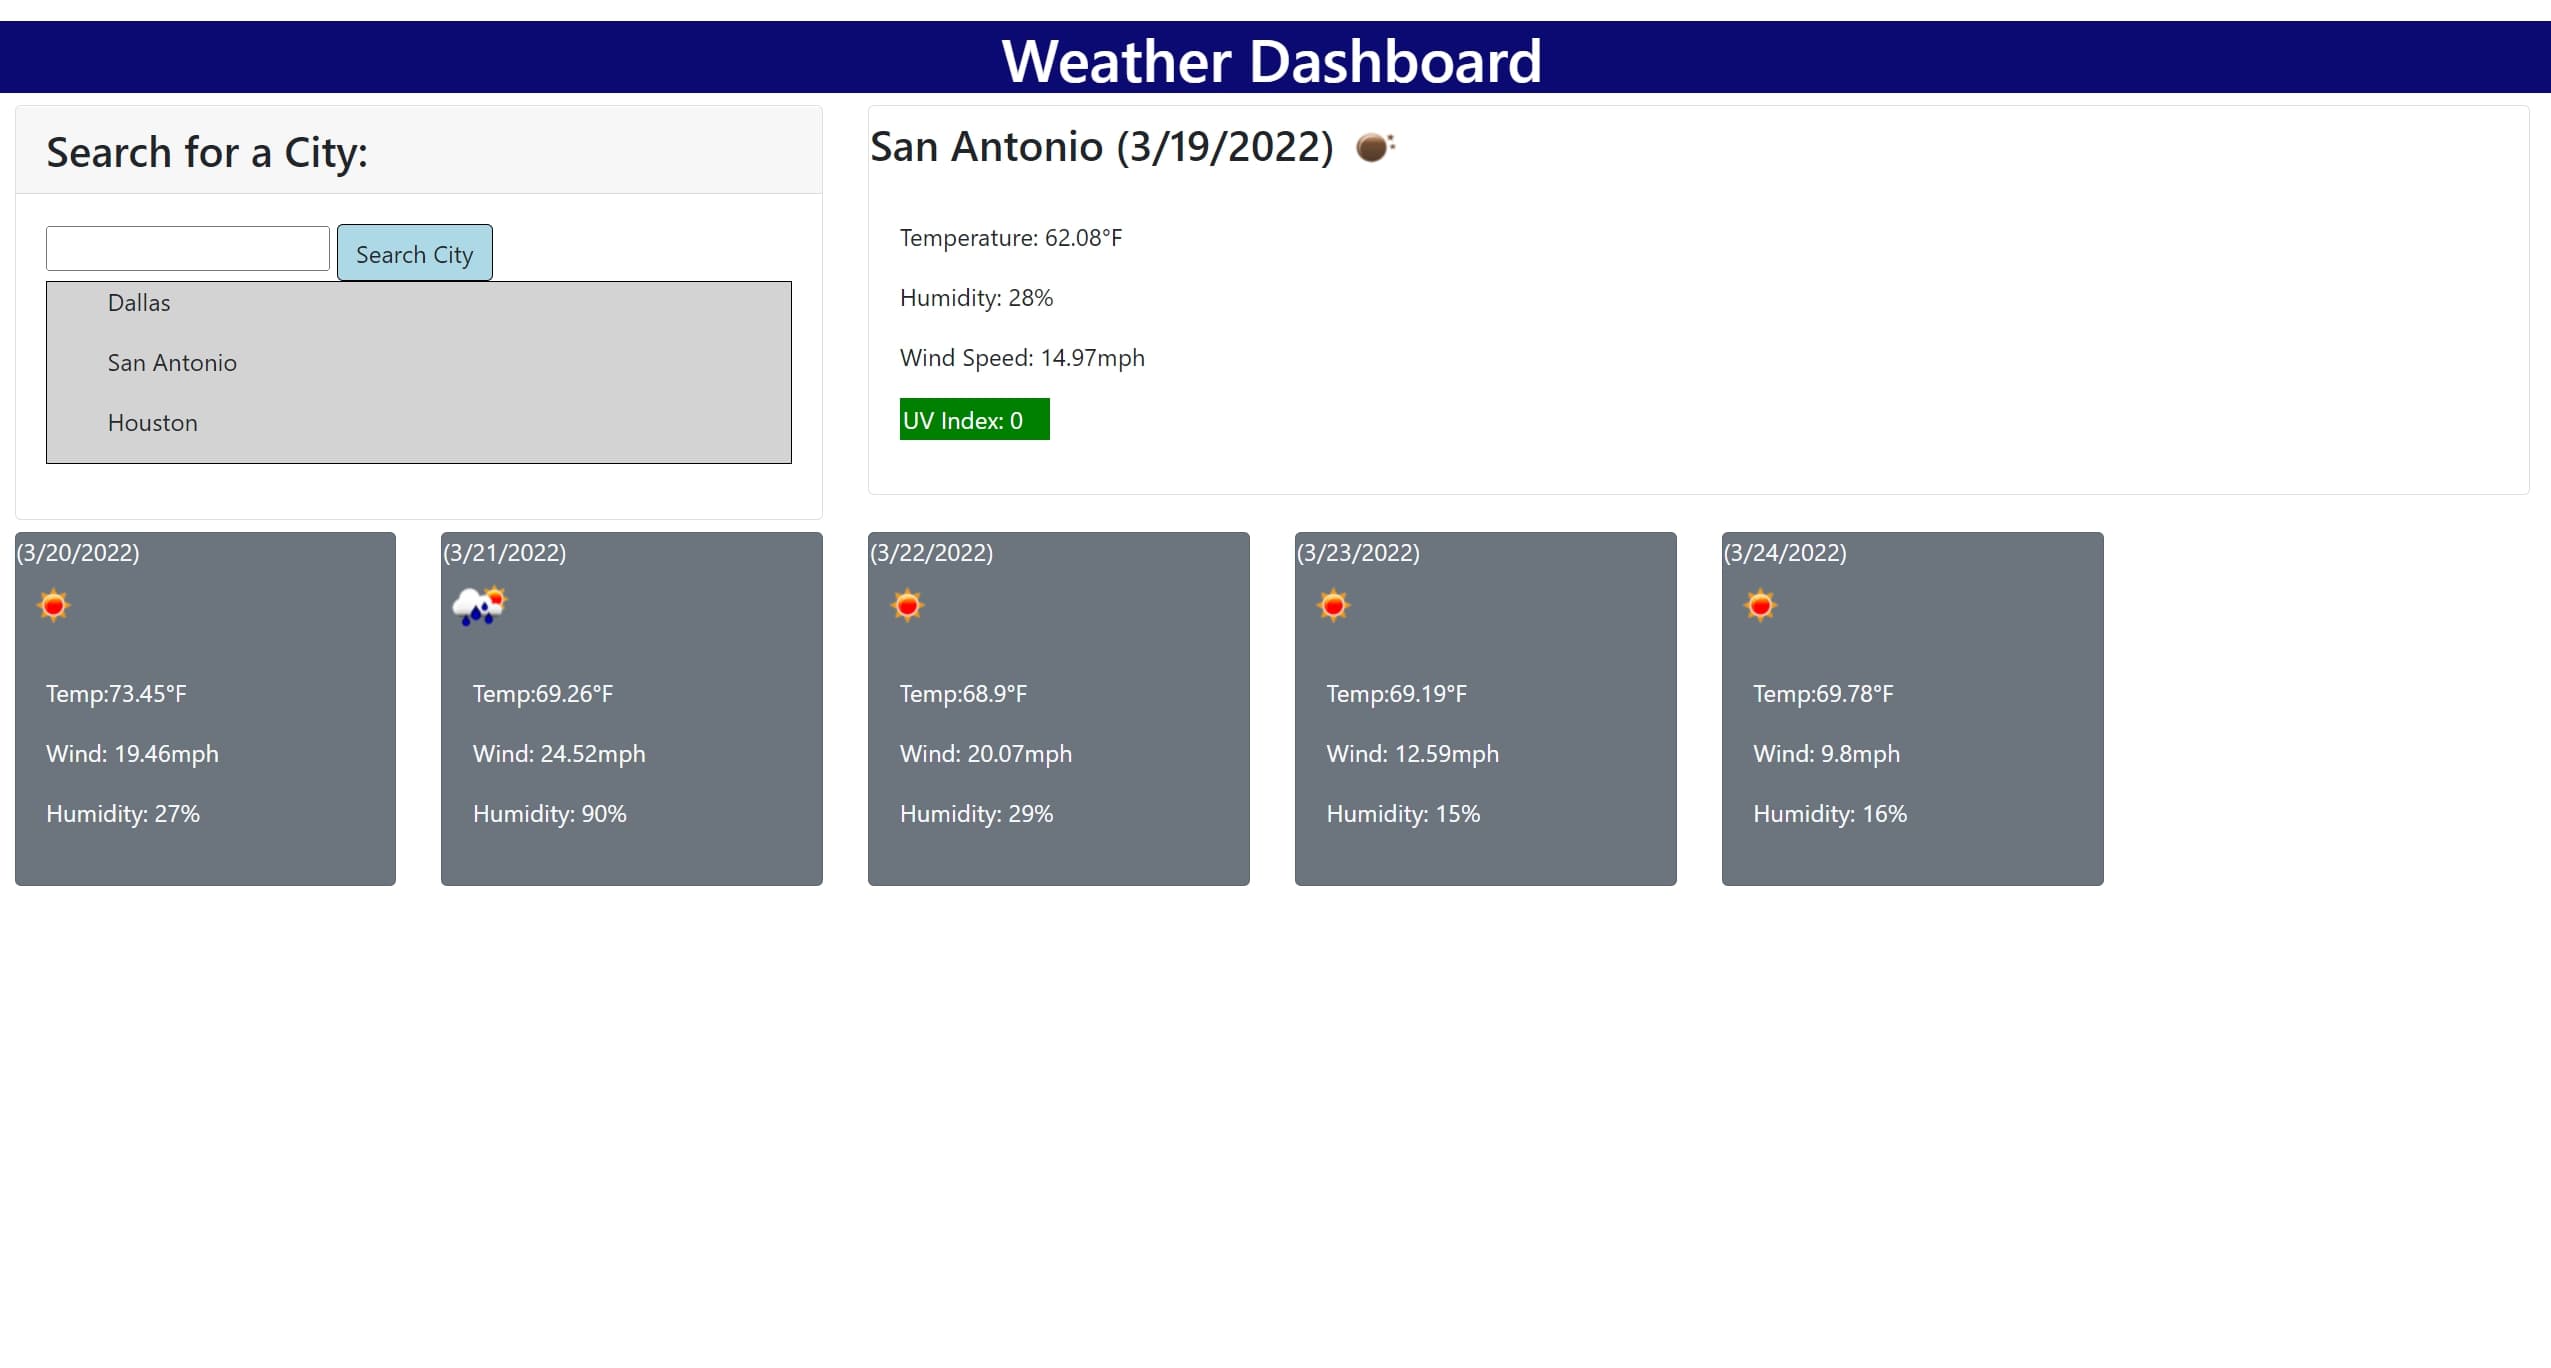 Weather Dashboard
Search for a City:
Search City
Dallas
San Antonio
Houston
San Antonio (3/19/2022)
Temperature: 62.08°F
Humidity: 28%
Wind Speed: 14.97mph
UV Index: 0
(3/20/2022)
Temp:73.45°F
Wind: 19.46mph
Humidity: 27%
(3/21/2022)
Temp:69.26°F
Wind: 24.52mph
Humidity: 90%
(3/22/2022)
Temp:68.9°F
Wind: 20.07mph
Humidity: 29%
(3/23/2022)
Temp:69.19°F
Wind: 12.59mph
Humidity: 15%
(3/24/2022)
Temp:69.78°F
Wind: 9.8mph
Humidity: 16%